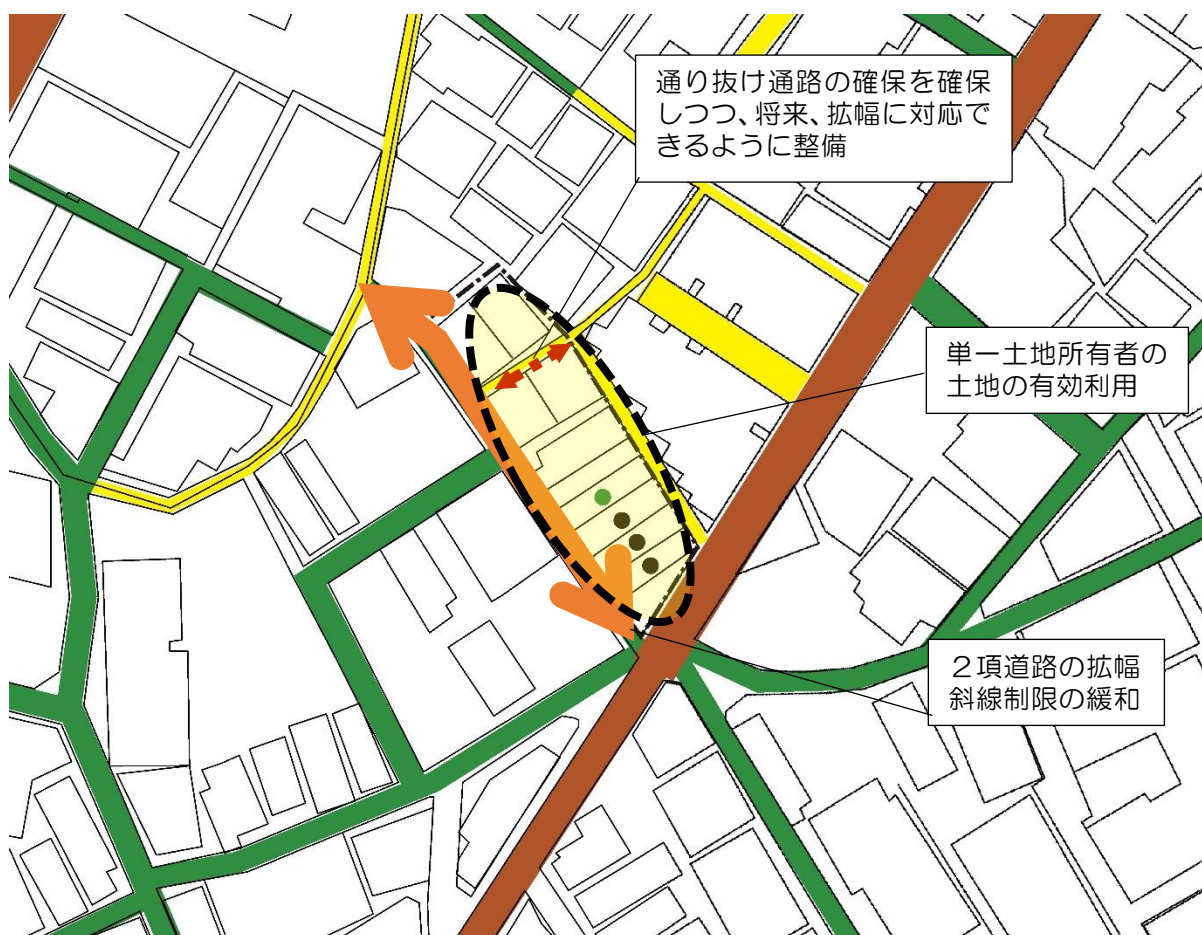 通り抜け通路の確保を確保
しつつ、将来、拡幅に対応で
きるように整備
単一土地所有者の
土地の有効利用
２項道路の拡幅
斜線制限の緩和